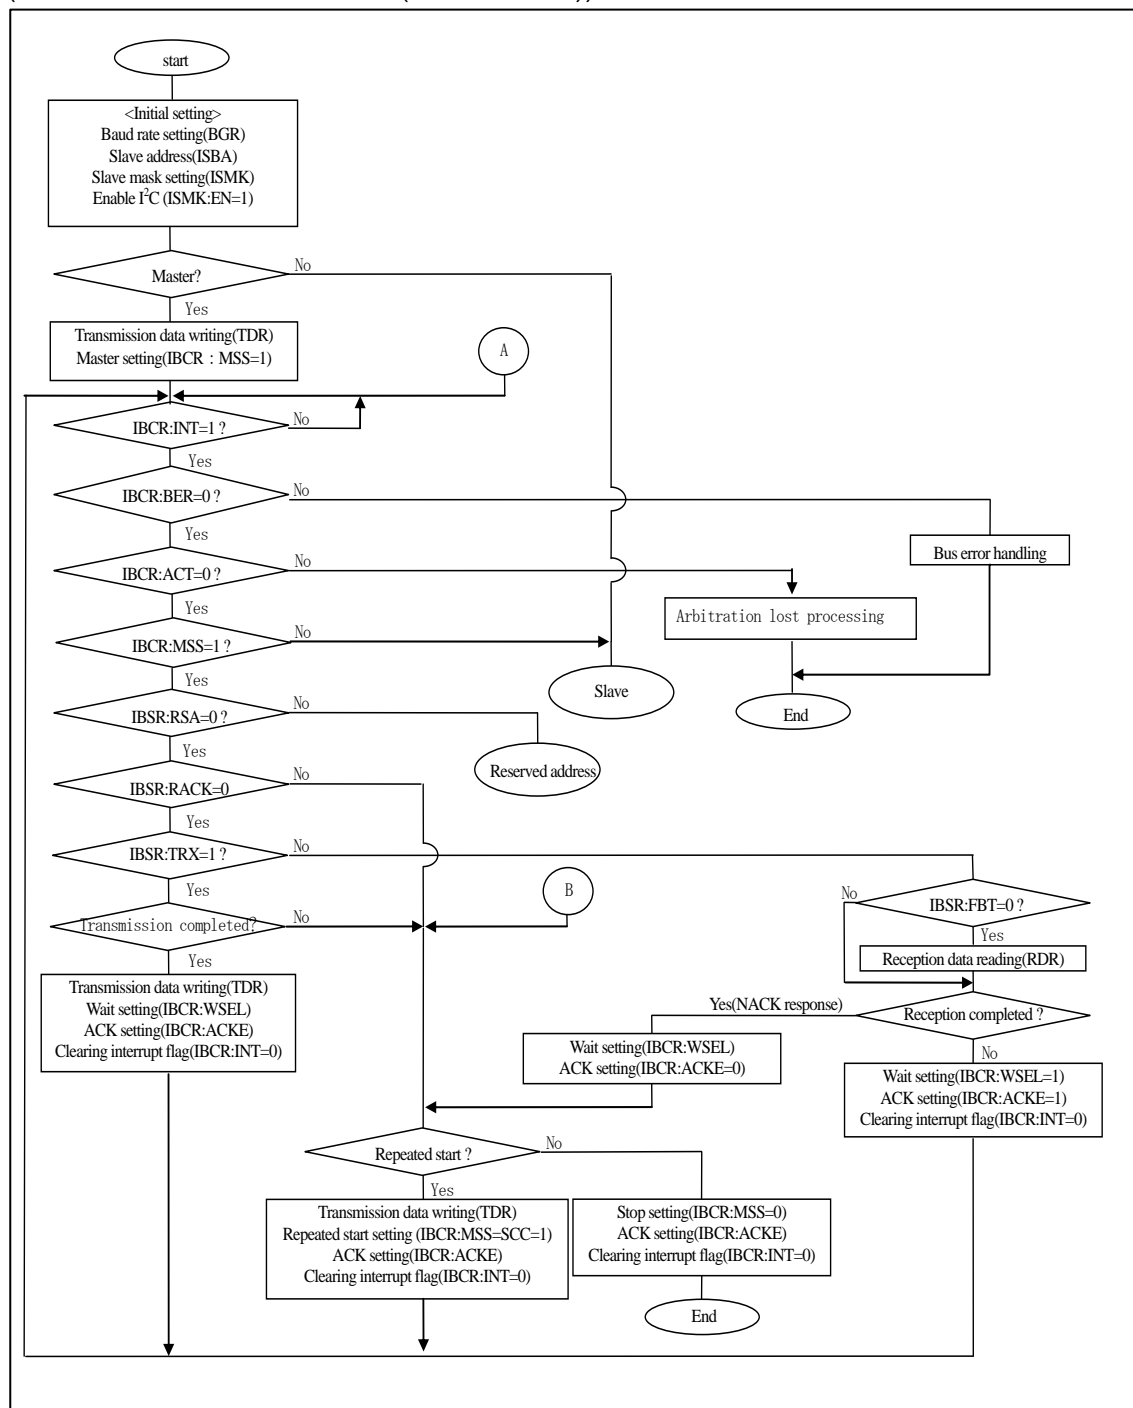 start
<Initial setting>
Baud rate setting(BGR)
Slave address(ISBA)
Slave mask setting(ISMK)
Enable I²C (ISMK:EN=1)
Master?
No
Yes
Transmission data writing(TDR)
Master setting(IBCR : MSS=1)
A
IBCR:INT=1 ?
No
Yes
IBCR:BER=0 ?
No
Yes
Bus error handling
IBCR:ACT=0 ?
No
Yes
Arbitration lost processing
IBCR:MSS=1 ?
No
Yes
Slave
End
IBSR:RSA=0 ?
No
Yes
Reserved address
IBSR:RACK=0
No
Yes
IBSR:TRX=1 ?
No
Yes
B
No
IBSR:FBT=0 ?
Yes
Reception data reading(RDR)
Transmission completed?
No
Yes
Transmission data writing(TDR)
Wait setting(IBCR:WSEL)
ACK setting(IBCR:ACKE)
Clearing interrupt flag(IBCR:INT=0)
Yes(NACK response)
Reception completed ?
No
Wait setting(IBCR:WSEL)
ACK setting(IBCR:ACKE=0)
Wait setting(IBCR:WSEL=1)
ACK setting(IBCR:ACKE=1)
Clearing interrupt flag(IBCR:INT=0)
Repeated start ?
No
Yes
Transmission data writing(TDR)
Repeated start setting (IBCR:MSS=SCC=1)
ACK setting(IBCR:ACKE)
Clearing interrupt flag(IBCR:INT=0)
Stop setting(IBCR:MSS=0)
ACK setting(IBCR:ACKE)
Clearing interrupt flag(IBCR:INT=0)
End